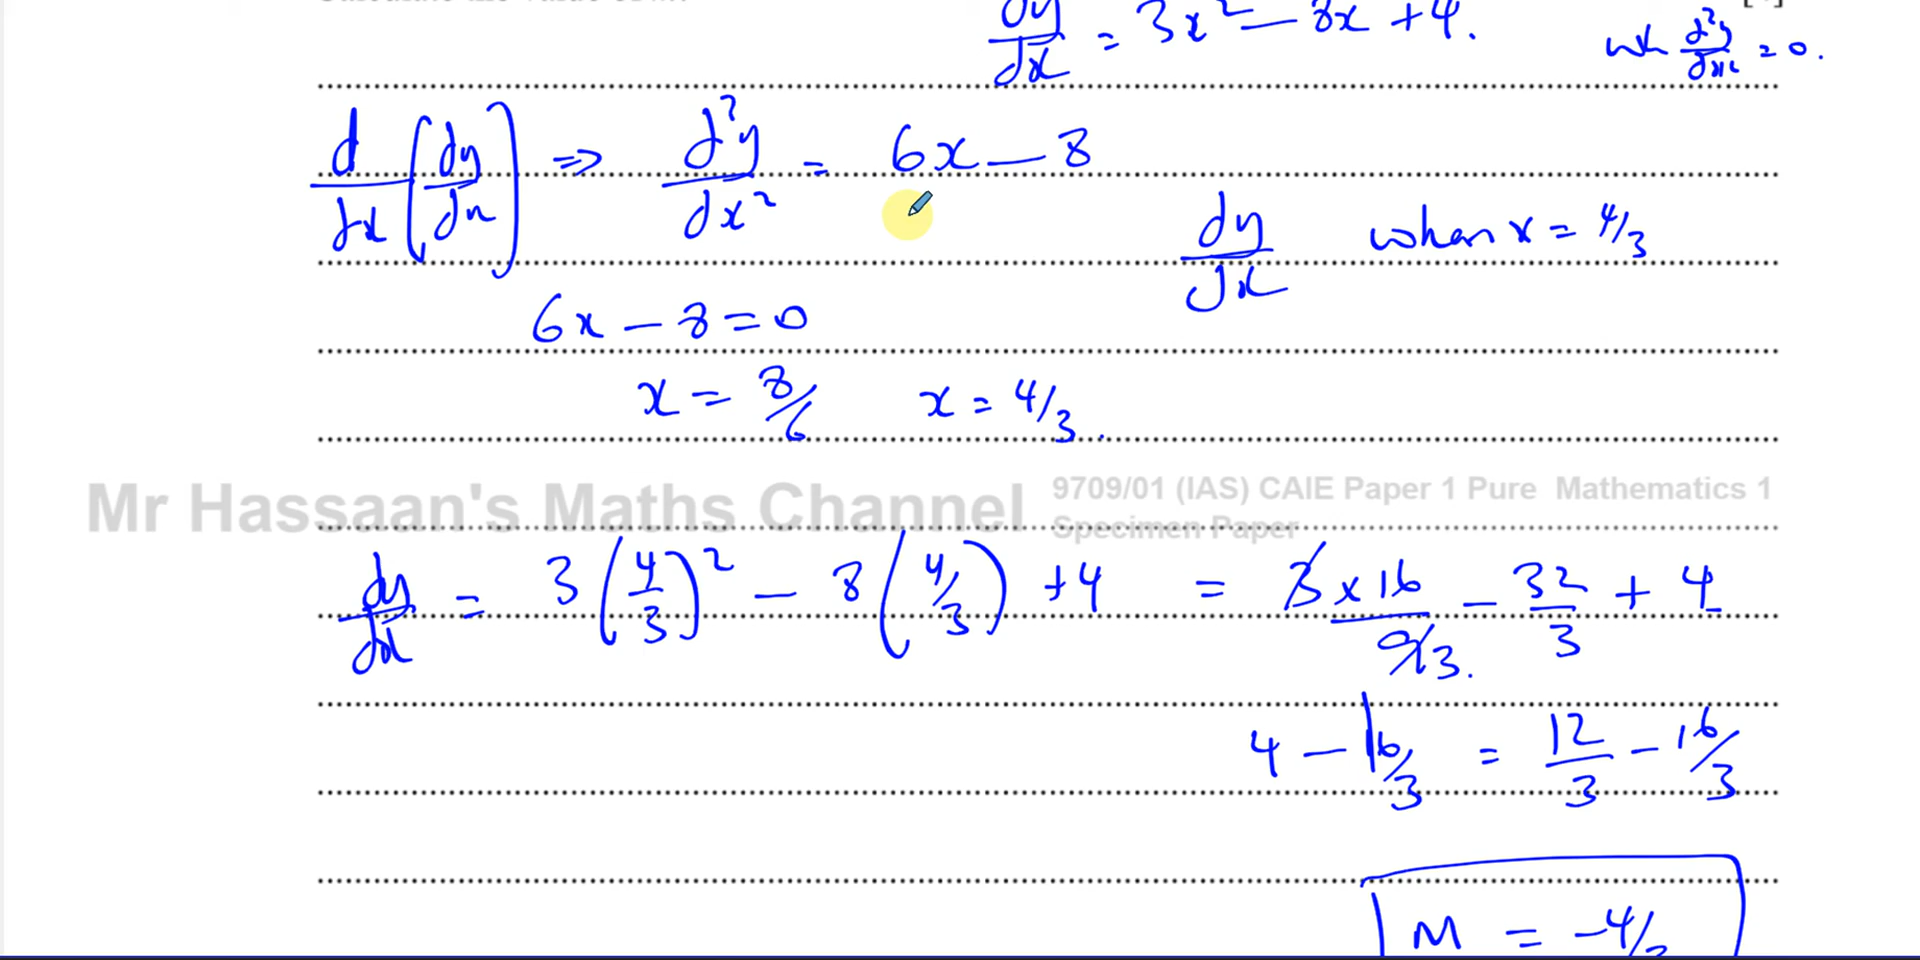 dy/dx = 3x² - 8x + 4.
wh d²y/dx² = 0.
d/dx (dy/dx) ⇒ d²y/dx² = 6x - 8
dy/dx when x = 4/3
6x - 8 = 0
x = 8/6 x = 4/3.
Mr Hassaan's Maths Channel
9709/01 (IAS) CAIE Paper 1 Pure Mathematics 1
Specimen Paper
dy/dx = 3(4/3)² - 8(4/3) + 4 = 3 x 16/9/3. - 32/3 + 4
4 - 16/3 = 12/3 - 16/3
M = -4/3